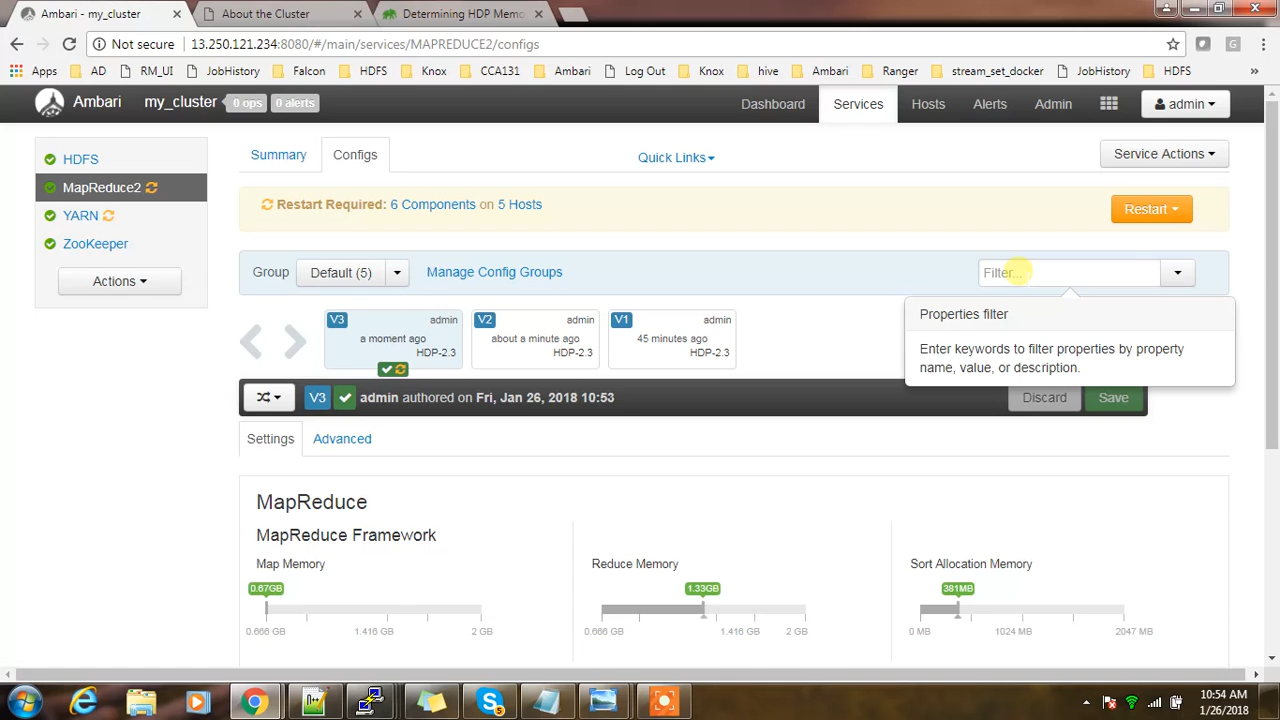 Ambari - my_cluster
About the Cluster
Determining HDP Memo
Not secure
13.250.121.234:8080/#/main/services/MAPREDUCE2/configs
Apps AD RM_UI JobHistory Falcon HDFS Knox CCA131 Ambari Log Out Knox hive Ambari Ranger stream_set_docker JobHistory HDFS »
Ambari my_cluster 0 ops 0 alerts Dashboard Services Hosts Alerts Admin admin
HDFS
MapReduce2
YARN
ZooKeeper
Actions
Summary Configs Quick Links Service Actions
Restart Required: 6 Components on 5 Hosts Restart
Group Default (5) Manage Config Groups Filter...
Properties filter
Enter keywords to filter properties by property
name, value, or description.
V3 admin
a moment ago
HDP-2.3
V2 admin
about a minute ago
HDP-2.3
V1 admin
45 minutes ago
HDP-2.3
V3 admin authored on Fri, Jan 26, 2018 10:53 Discard Save
Settings Advanced
MapReduce
MapReduce Framework
Map Memory
0.67GB
0.666 GB 1.416 GB 2 GB
Reduce Memory
1.33GB
0.666 GB 1.416 GB 2 GB
Sort Allocation Memory
381MB
0 MB 1024 MB 2047 MB
10:54 AM
1/26/2018